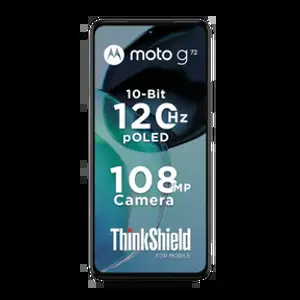 moto g72
10-Bit
120Hz
pOLED
108MP
Camera
ThinkShield
FOR MOBILE